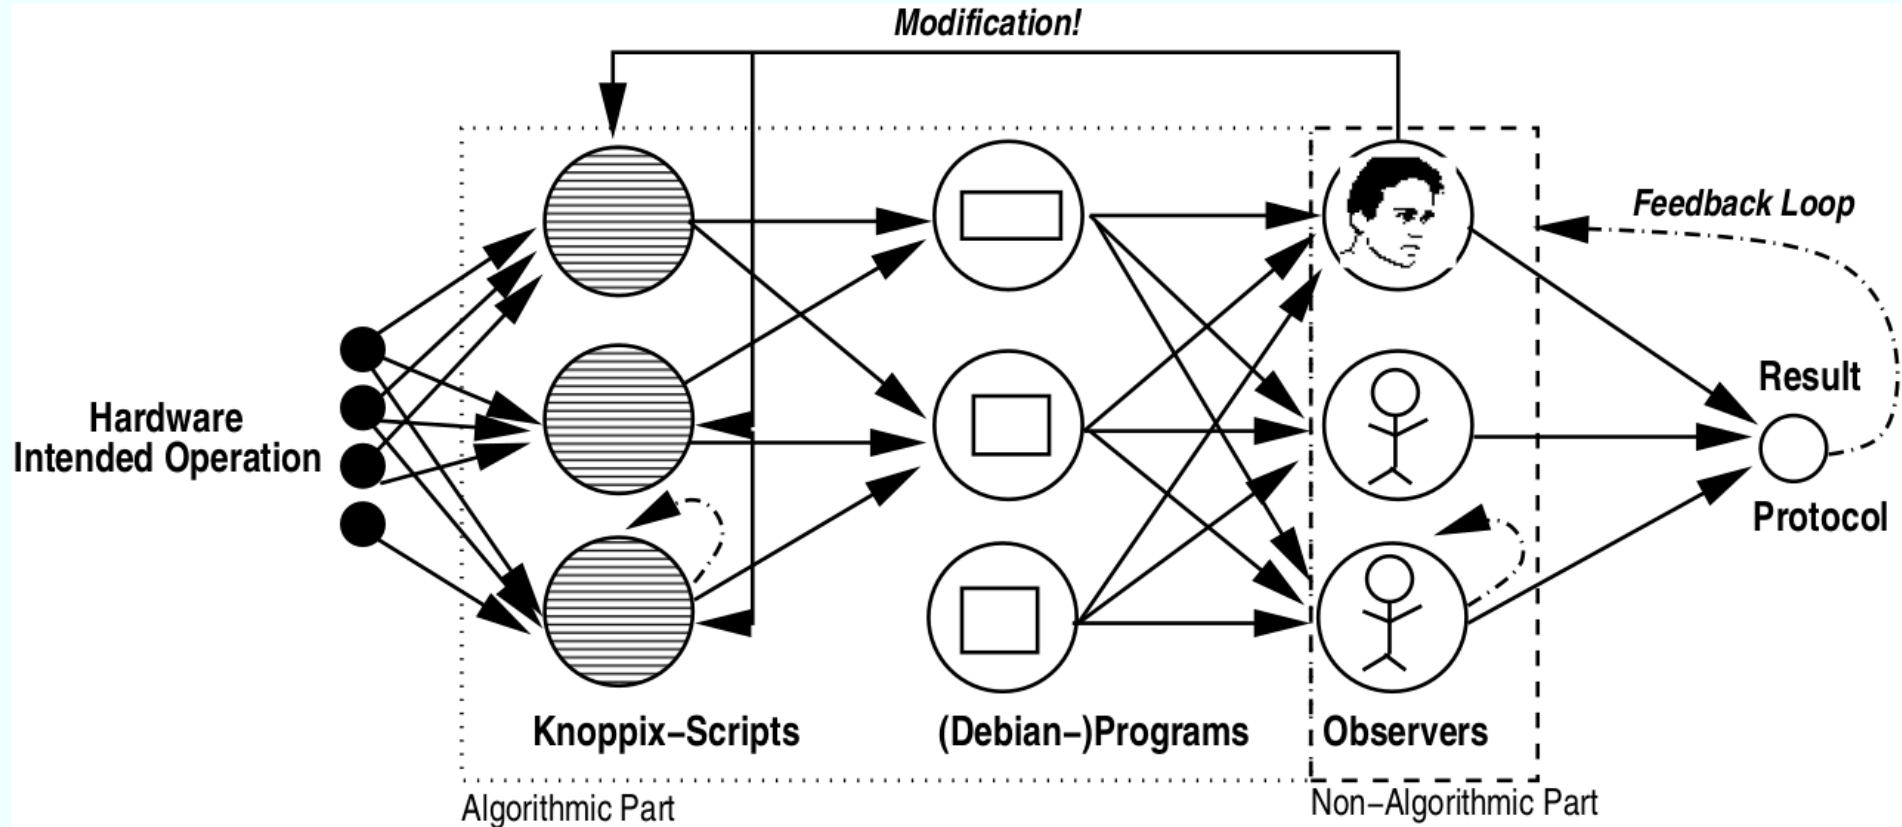 Modification!
Feedback Loop
Hardware
Intended Operation
Result
Protocol
Knoppix–Scripts
(Debian–)Programs
Observers
Algorithmic Part
Non–Algorithmic Part